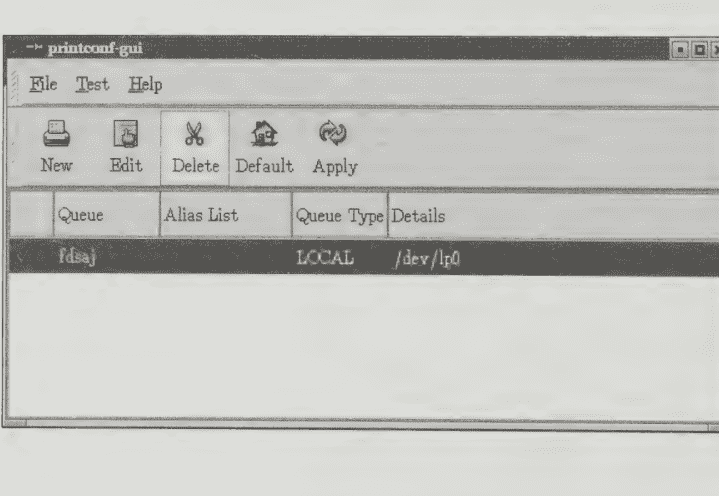 printconf-gui
File Test Help
New Edit Delete Default Apply
Queue Alias List Queue Type Details
fdsaj LOCAL /dev/lp0